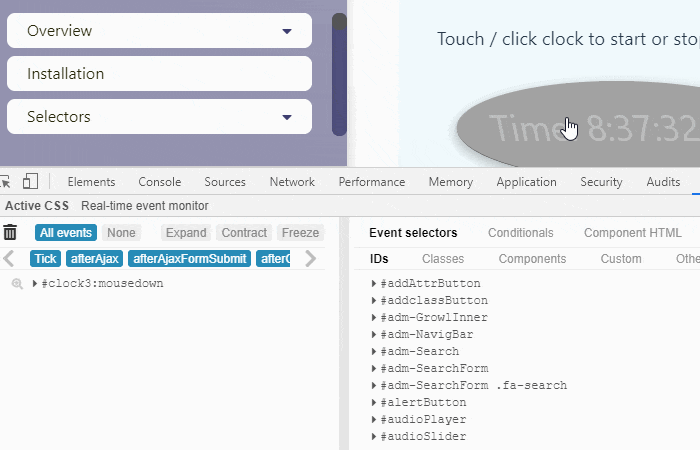 Overview
Installation
Selectors
Touch / click clock to start or sto
Time 8:37:32
Elements Console Sources Network Performance Memory Application Security Audits
Active CSS Real-time event monitor
All events None Expand Contract Freeze
Tick afterAjax afterAjaxFormSubmit
#clock3:mousedown
Event selectors Conditionals Component HTML
IDs Classes Components Custom Othe
#addAttrButton
#addclassButton
#adm-GrowlInner
#adm-NavigBar
#adm-Search
#adm-SearchForm
#adm-SearchForm .fa-search
#alertButton
#audioPlayer
#audioSlider